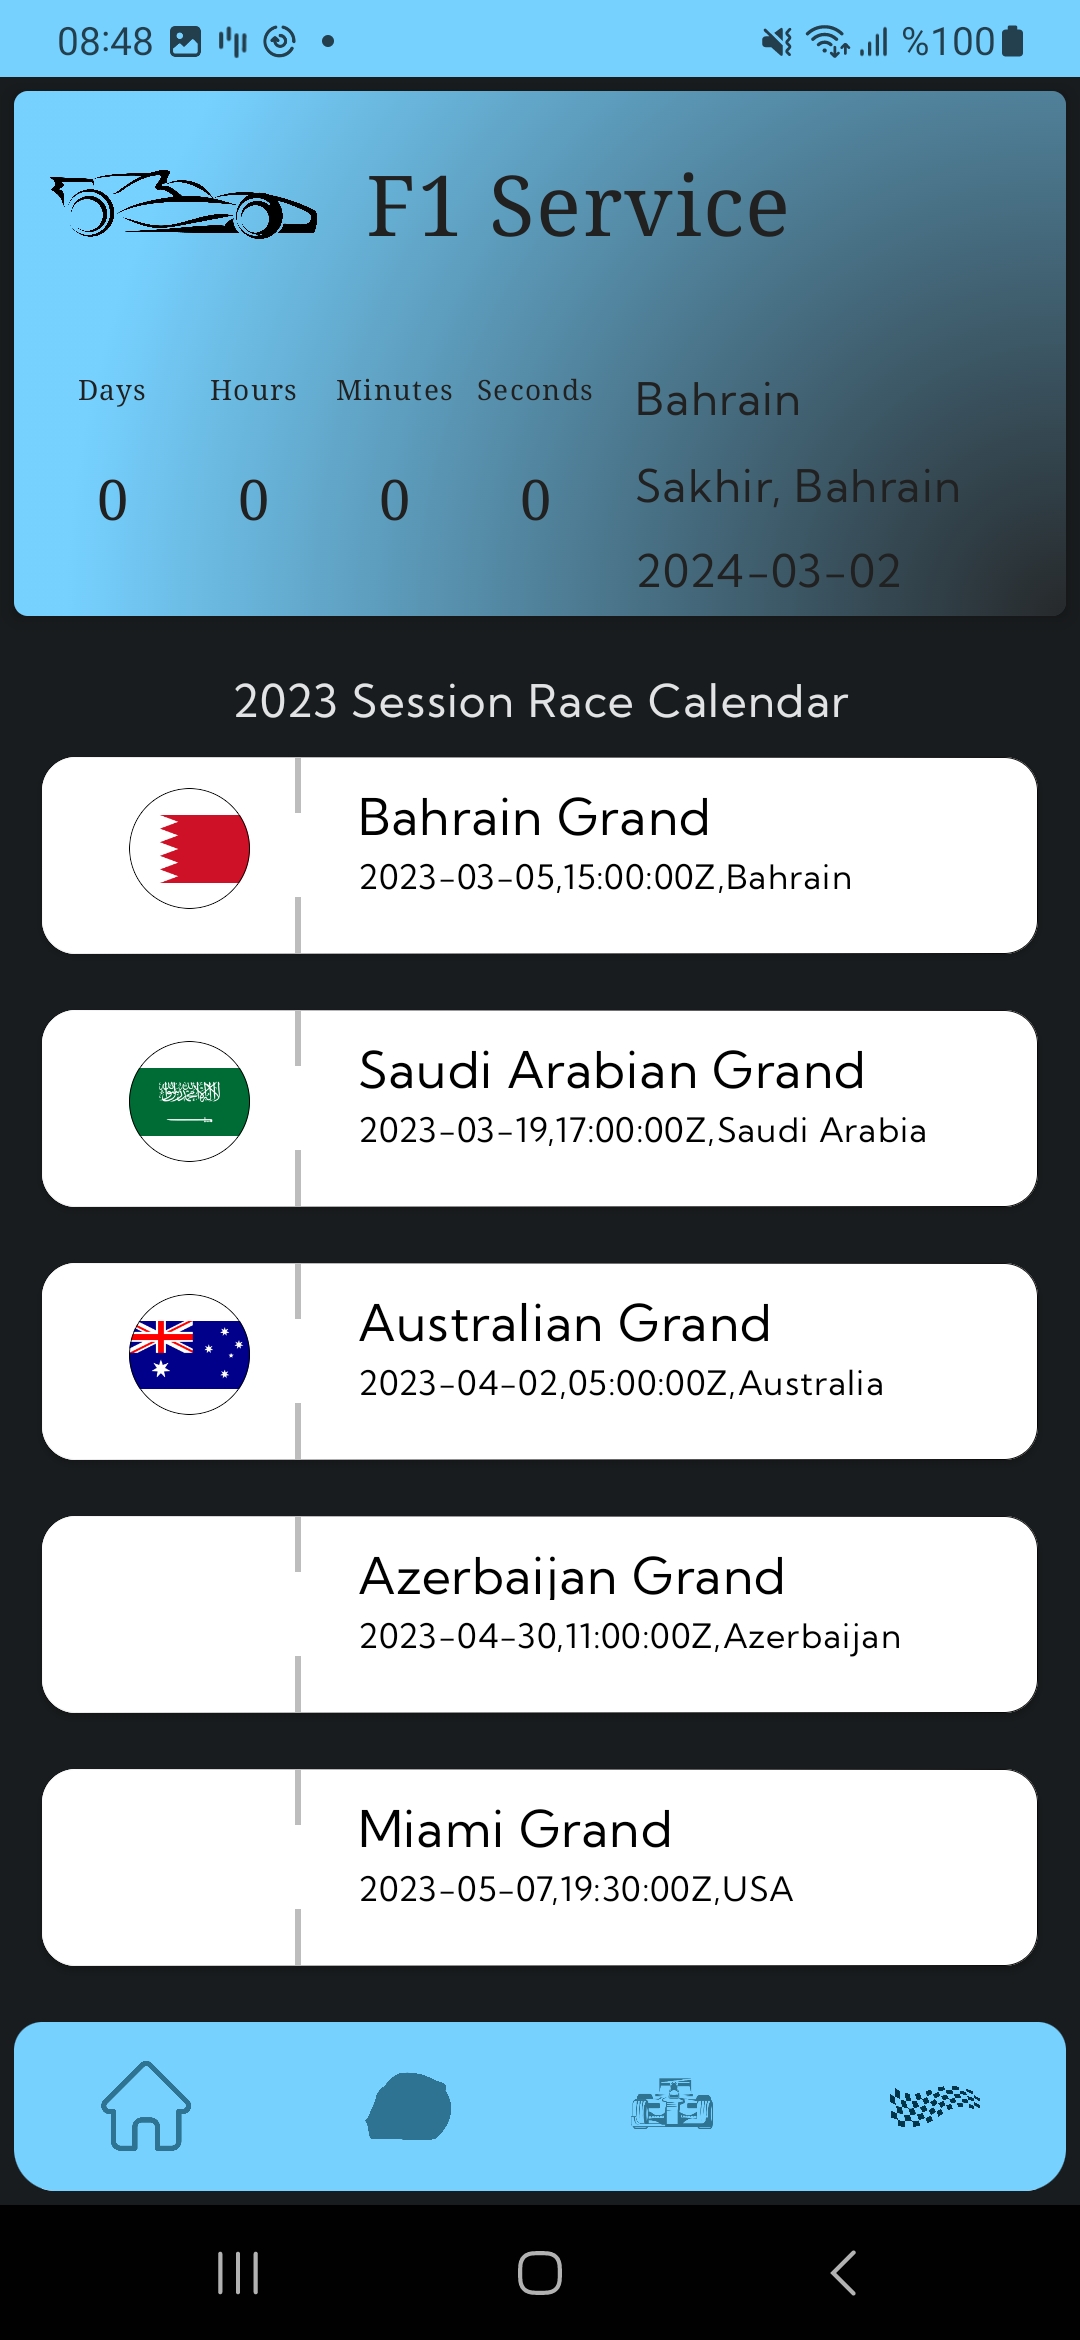 08:48 %100
F1 Service
Days Hours Minutes Seconds
0 0 0 0
Bahrain
Sakhir, Bahrain
2024-03-02
2023 Session Race Calendar
Bahrain Grand
2023-03-05,15:00:00Z,Bahrain
Saudi Arabian Grand
2023-03-19,17:00:00Z,Saudi Arabia
Australian Grand
2023-04-02,05:00:00Z,Australia
Azerbaijan Grand
2023-04-30,11:00:00Z,Azerbaijan
Miami Grand
2023-05-07,19:30:00Z,USA